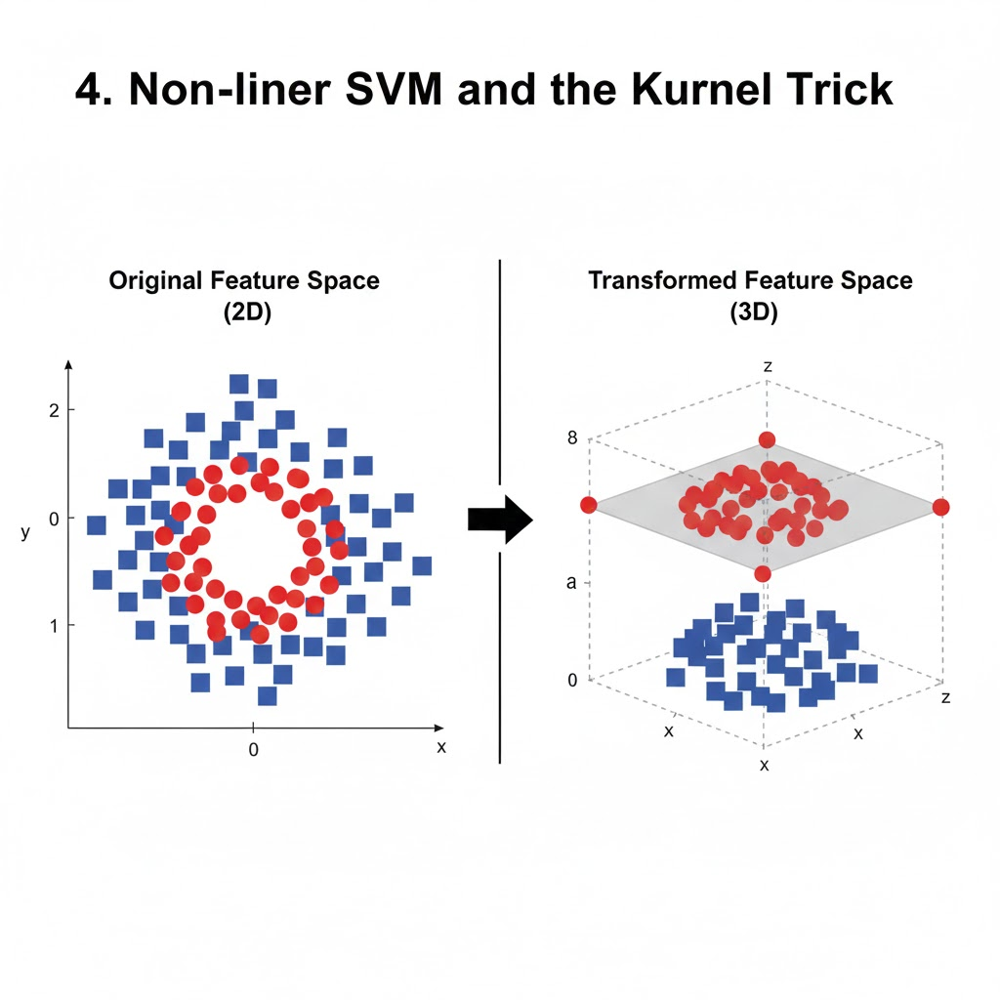 4. Non-liner SVM and the Kurnel Trick
Original Feature Space
(2D)
2
0
y
1
0
x
Transformed Feature Space
(3D)
z
8
a
0
z
x
x
x